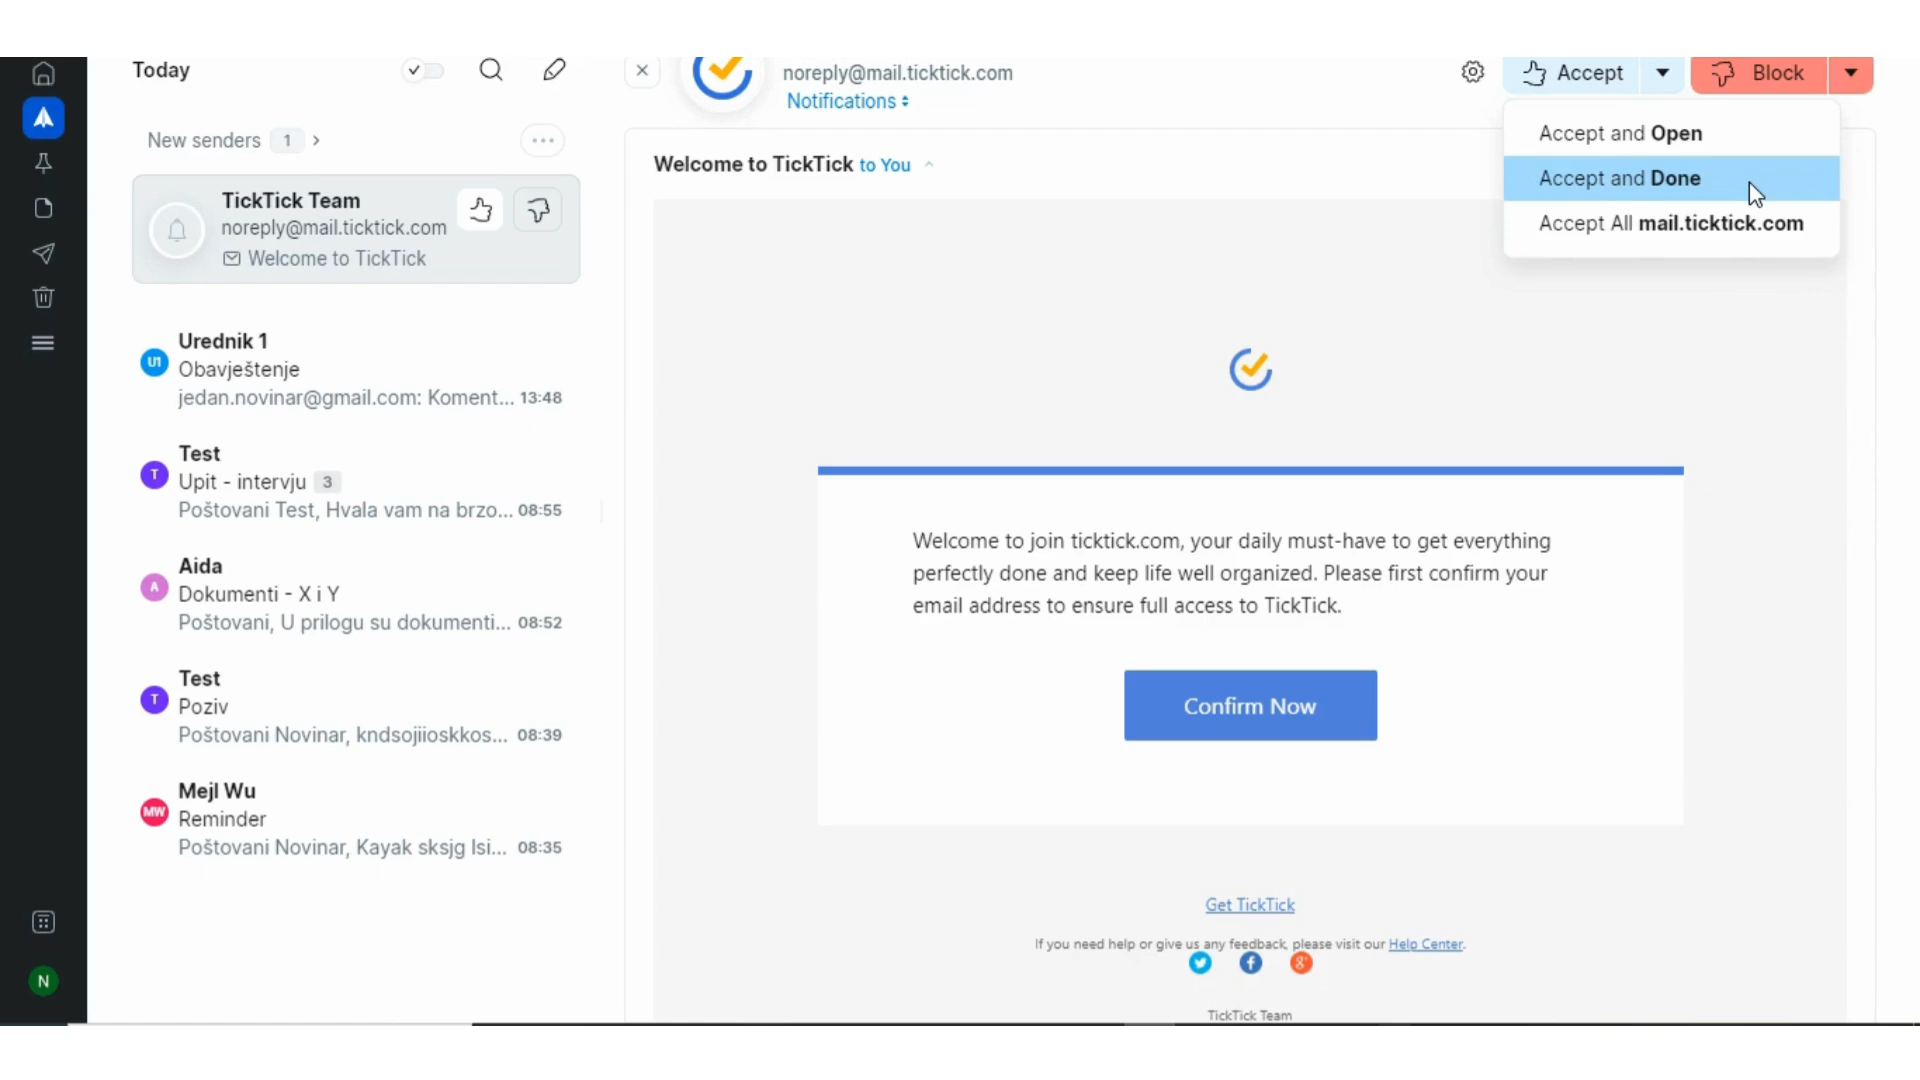 Today
New senders 1
TickTick Team
noreply@mail.ticktick.com
Welcome to TickTick
U1
Urednik 1
Obavještenje
jedan.novinar@gmail.com: Koment... 13:48
T
Test
Upit - intervju 3
Poštovani Test, Hvala vam na brzo... 08:55
A
Aida
Dokumenti - X i Y
Poštovani, U prilogu su dokumenti... 08:52
T
Test
Poziv
Poštovani Novinar, kndsojiioskkos... 08:39
MW
Mejl Wu
Reminder
Poštovani Novinar, Kayak sksjg lsi... 08:35
N
noreply@mail.ticktick.com
Notifications
Accept
Block
Accept and Open
Accept and Done
Accept All mail.ticktick.com
Welcome to TickTick to You
Welcome to join ticktick.com, your daily must-have to get everything
perfectly done and keep life well organized. Please first confirm your
email address to ensure full access to TickTick.
Confirm Now
Get TickTick
If you need help or give us any feedback, please visit our Help Center.
TickTick Team